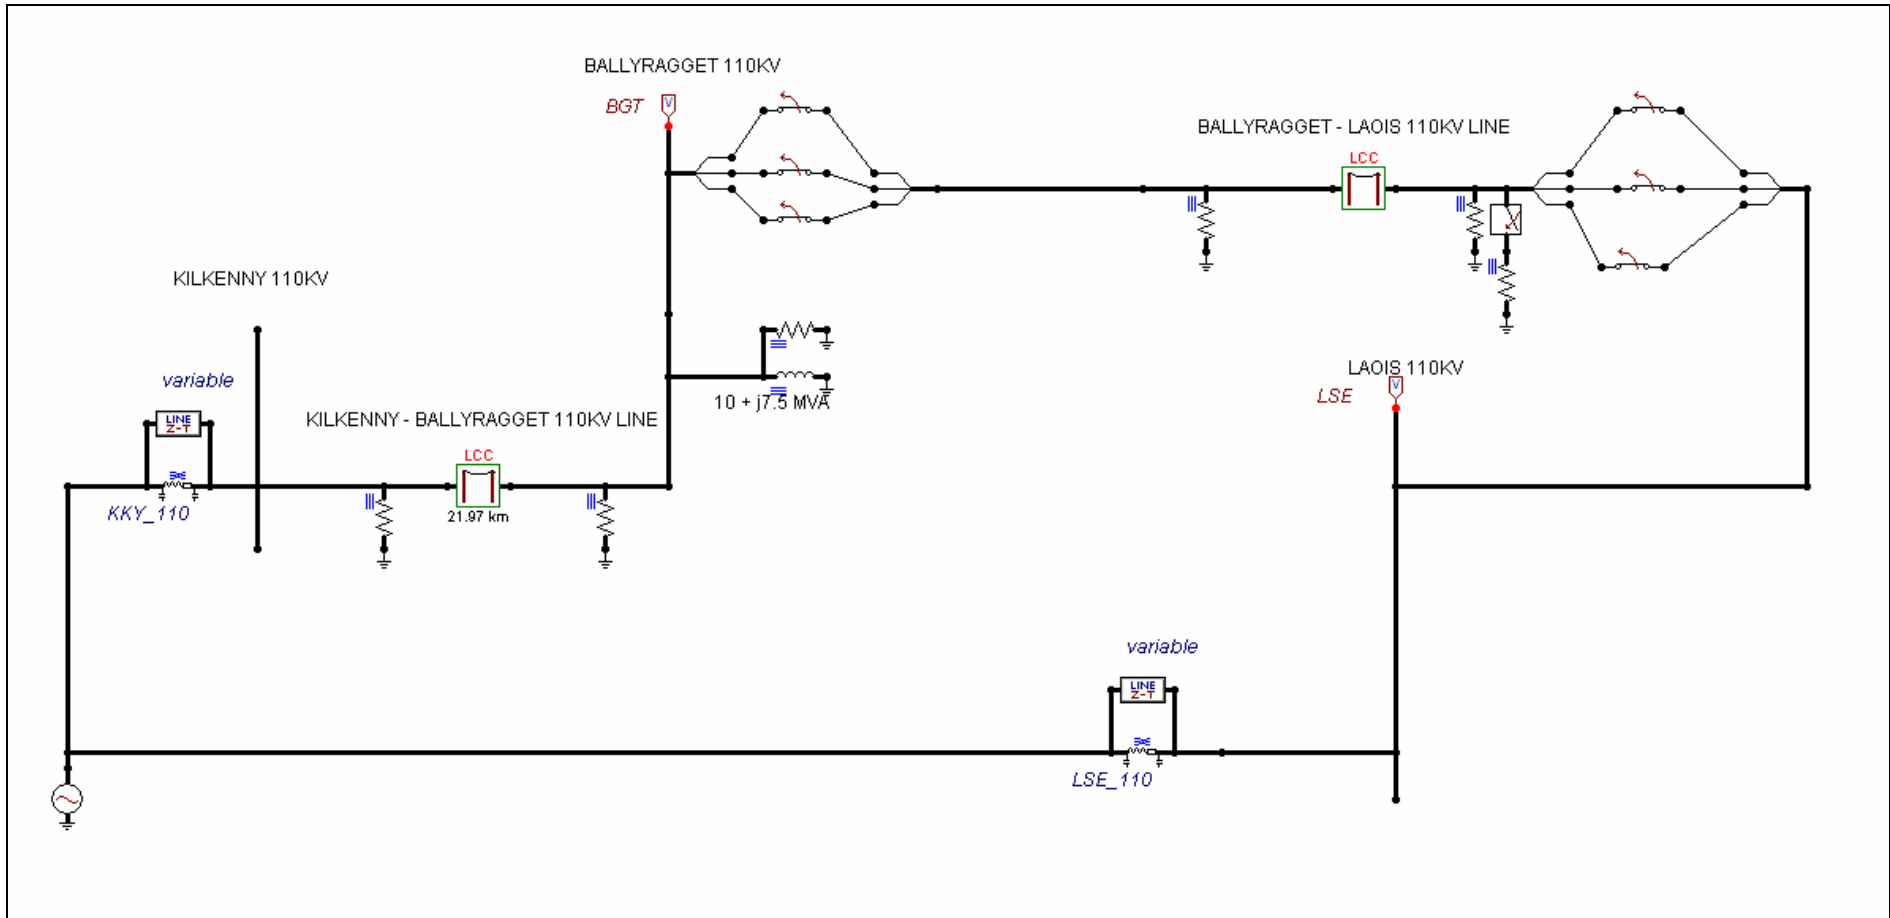 BALLYRAGGET 110KV
BGT
V
BALLYRAGGET - LAOIS 110KV LINE
LCC
KILKENNY 110KV
variable
LINE
Z-T
KKY_110
KILKENNY - BALLYRAGGET 110KV LINE
LCC
21.97 km
10 + j7.5 MVA
LAOIS 110KV
V
LSE
variable
LINE
Z-T
LSE_110